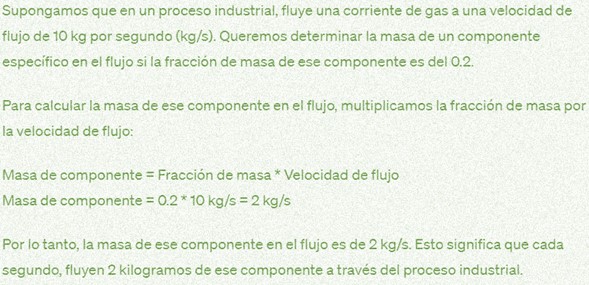 Supongamos que en un proceso industrial, fluye una corriente de gas a una velocidad de
flujo de 10 kg por segundo (kg/s). Queremos determinar la masa de un componente
específico en el flujo si la fracción de masa de ese componente es del 0.2.
Para calcular la masa de ese componente en el flujo, multiplicamos la fracción de masa por
la velocidad de flujo:
Masa de componente = Fracción de masa * Velocidad de flujo
Masa de componente = 0.2 * 10 kg/s = 2 kg/s
Por lo tanto, la masa de ese componente en el flujo es de 2 kg/s. Esto significa que cada
segundo, fluyen 2 kilogramos de ese componente a través del proceso industrial.